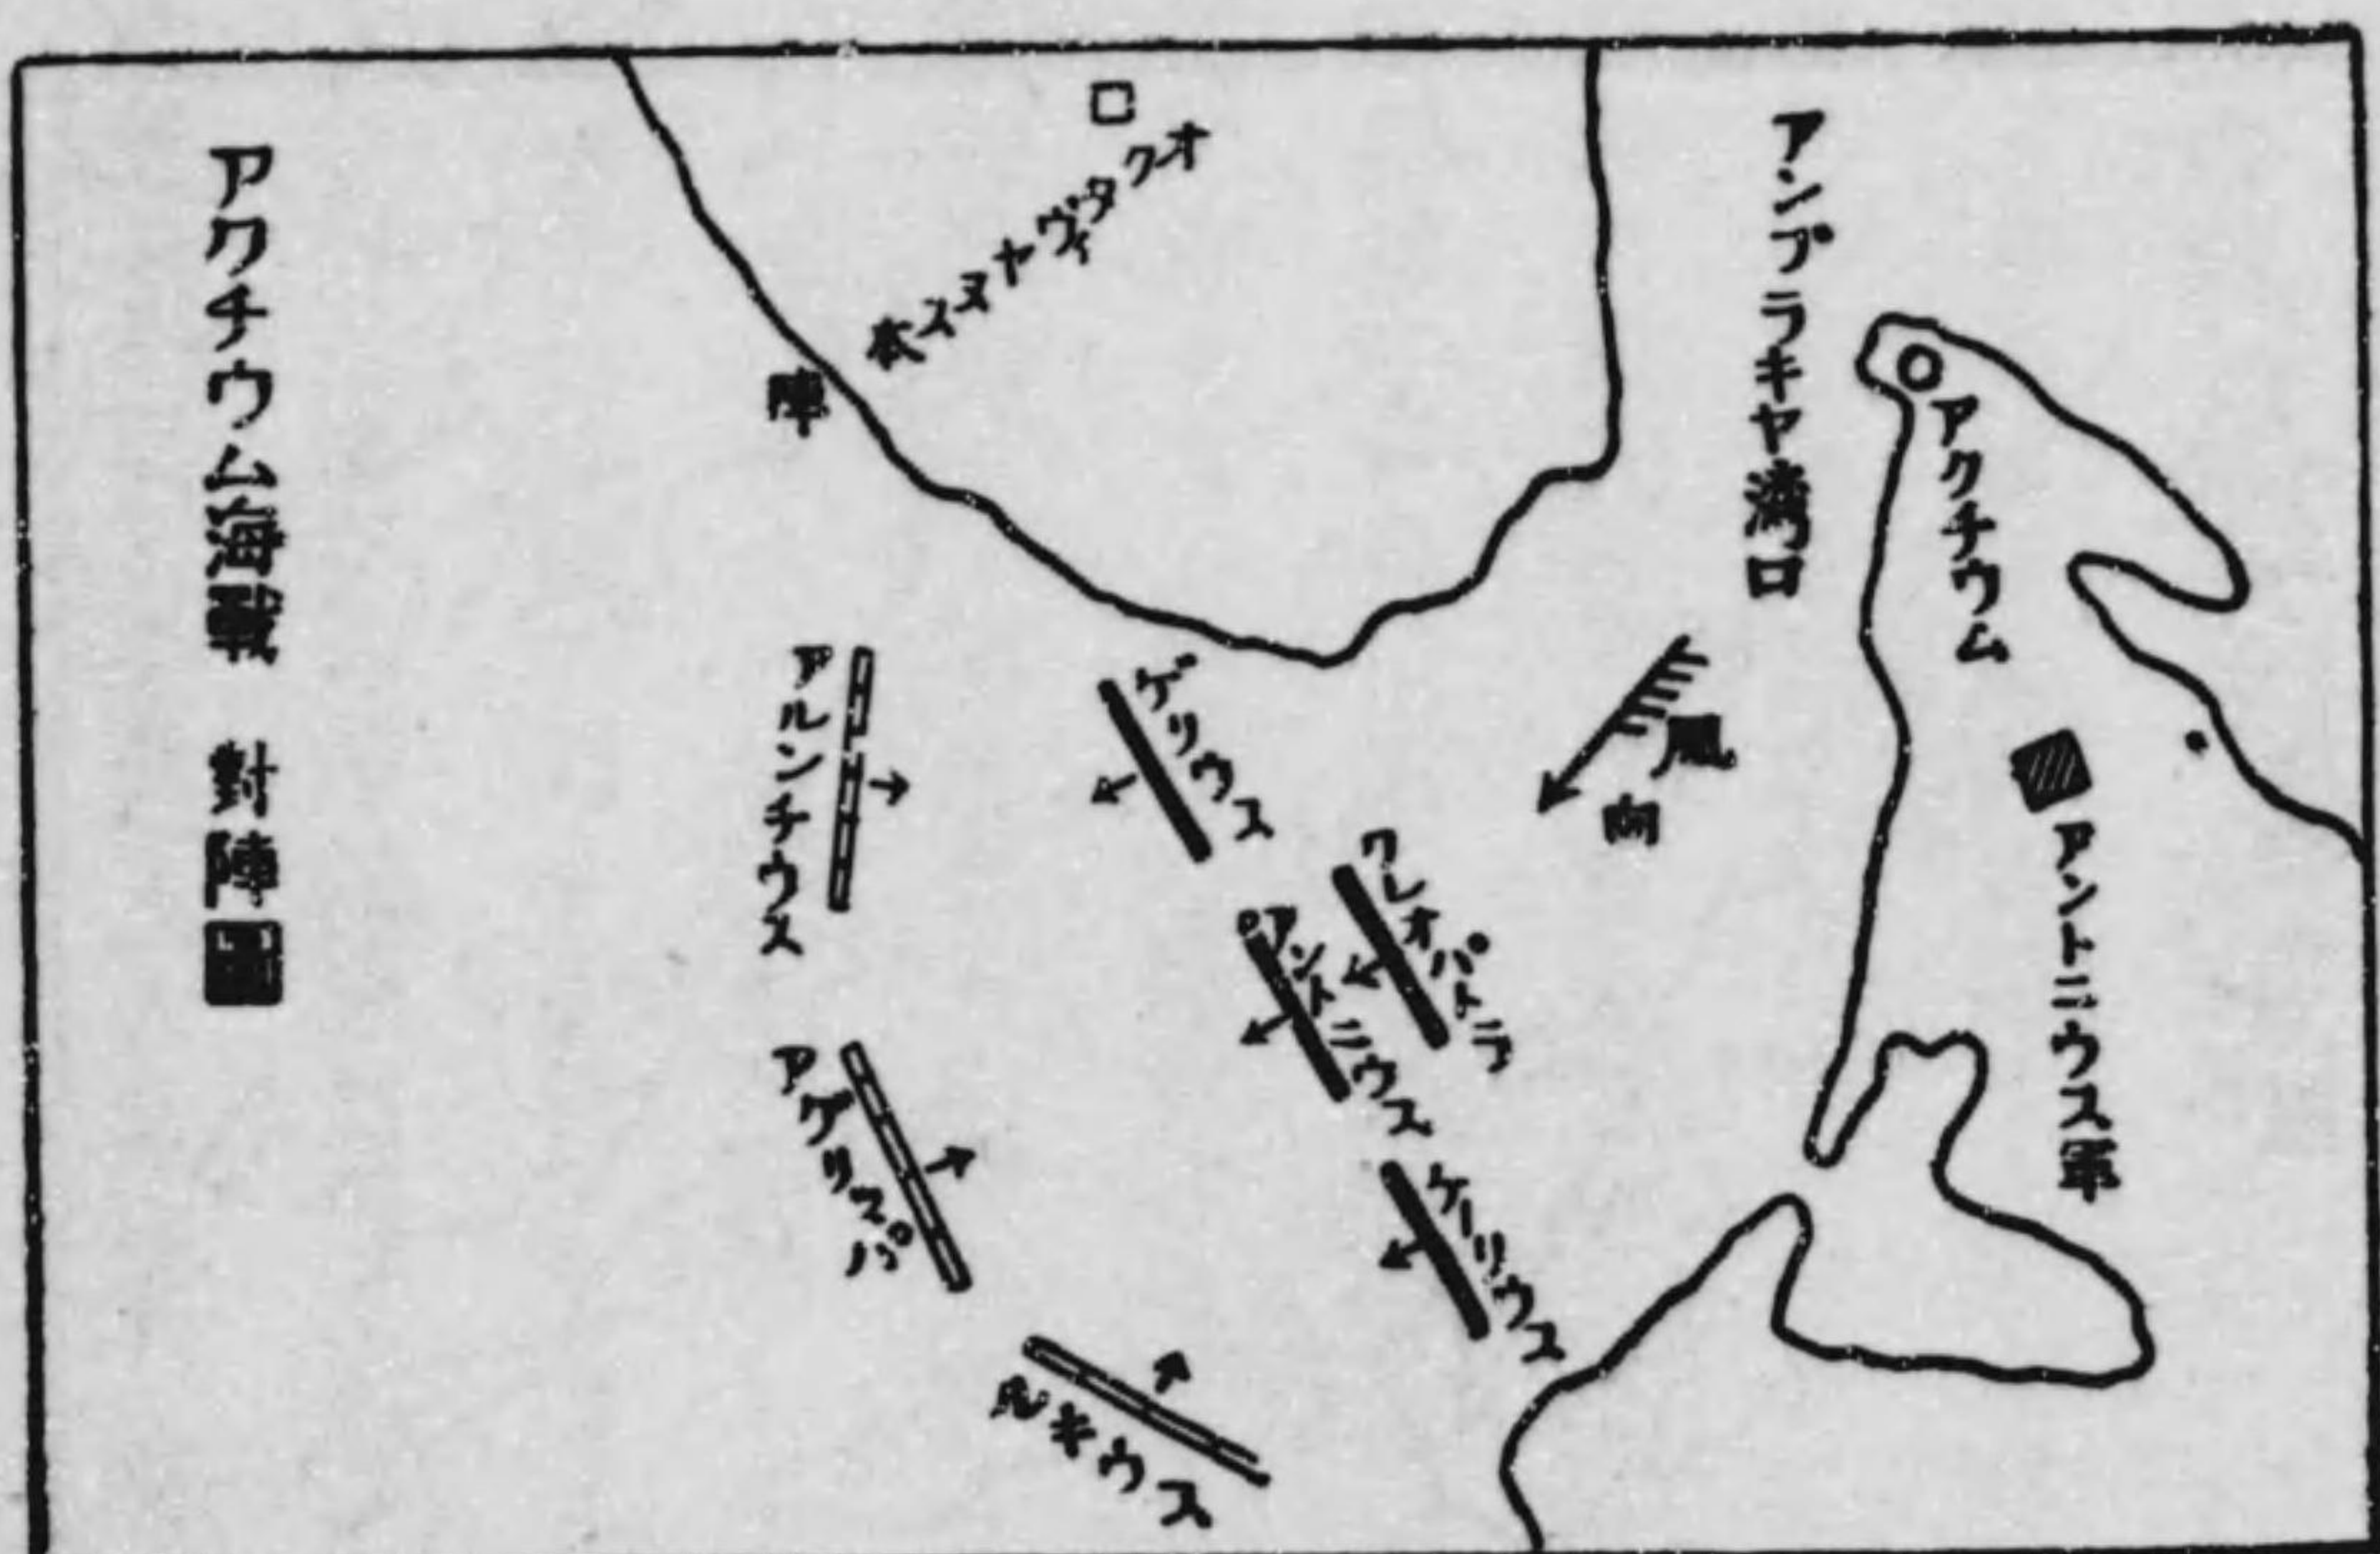 アンブラキヤ湾口
アクチウム
アントニウス軍
風向
オクタヴィヤヌス本陣
ゲリウス
クレオパトラ
アントニウス
ケーリウス
アルンチウス
アグリッパ
ルキウス
アクチウム海戰 對陣圖